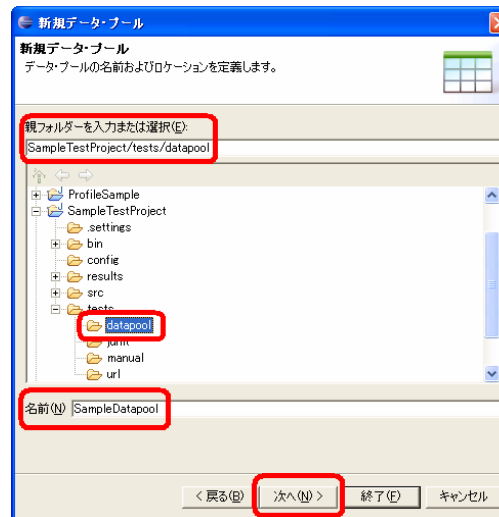 新規データ・プール
新規データ・プール
データ・プールの名前およびロケーションを定義します。
親フォルダーを入力または選択(E):
SampleTestProject/tests/datapool
ProfileSample
SampleTestProject
.settings
bin
config
results
src
tests
datapool
junit
manual
url
名前(N) SampleDatapool
< 戻る(B) 次へ(N) > 終了(F) キャンセル